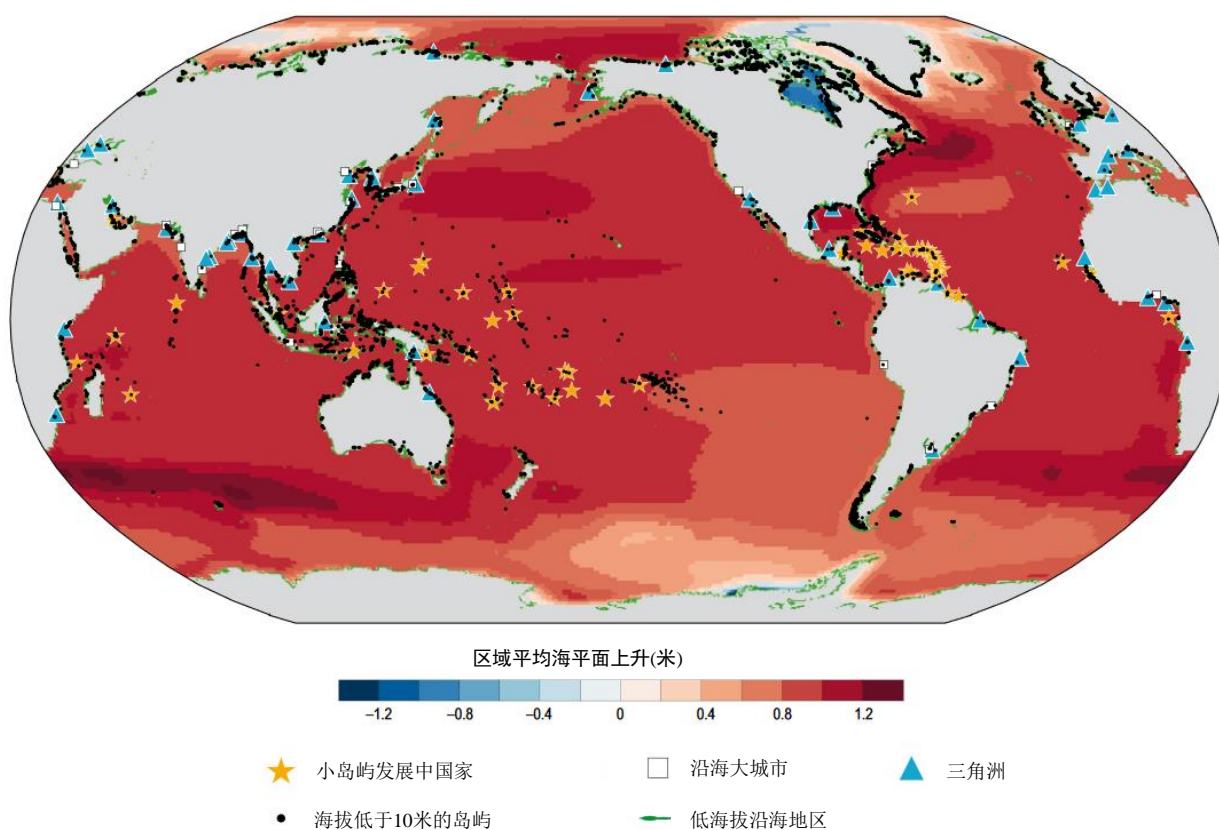 区域平均海平面上升(米)
–1.2 –0.8 –0.4 0 0.4 0.8 1.2
小岛屿发展中国家 沿海大城市 三角洲
海拔低于10米的岛屿 低海拔沿海地区